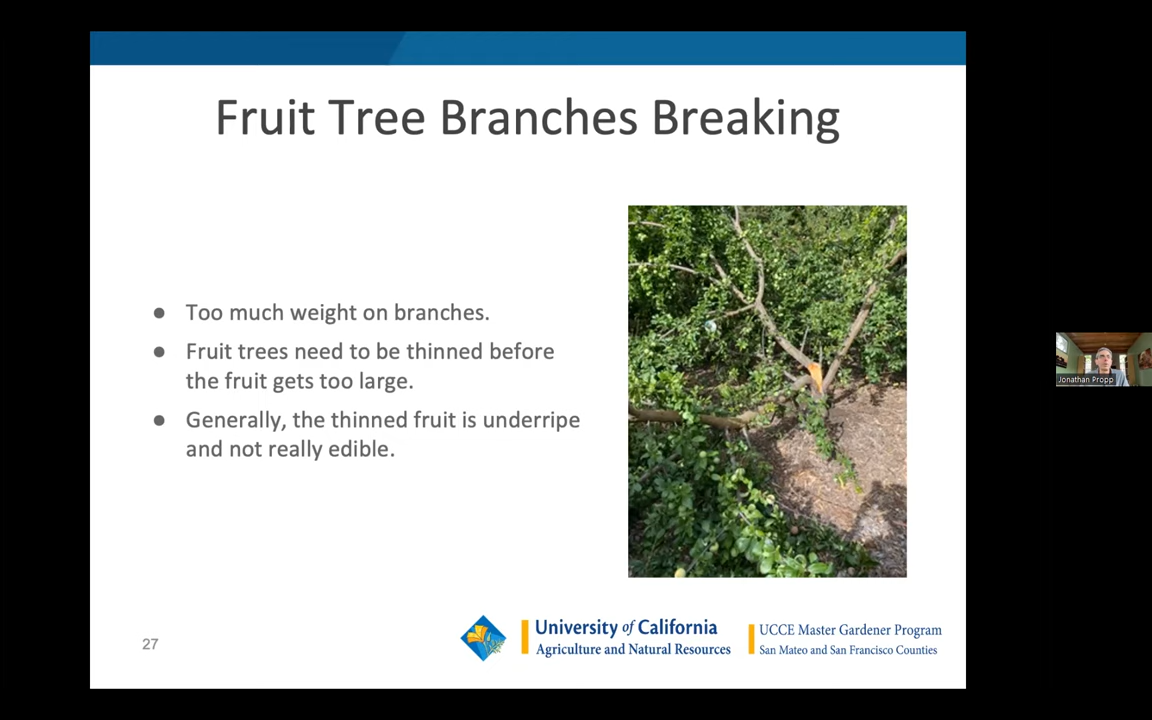 Fruit Tree Branches Breaking
● Too much weight on branches.
● Fruit trees need to be thinned before
the fruit gets too large.
● Generally, the thinned fruit is underripe
and not really edible.
Jonathan Propp
27
University of California
Agriculture and Natural Resources
UCCE Master Gardener Program
San Mateo and San Francisco Counties